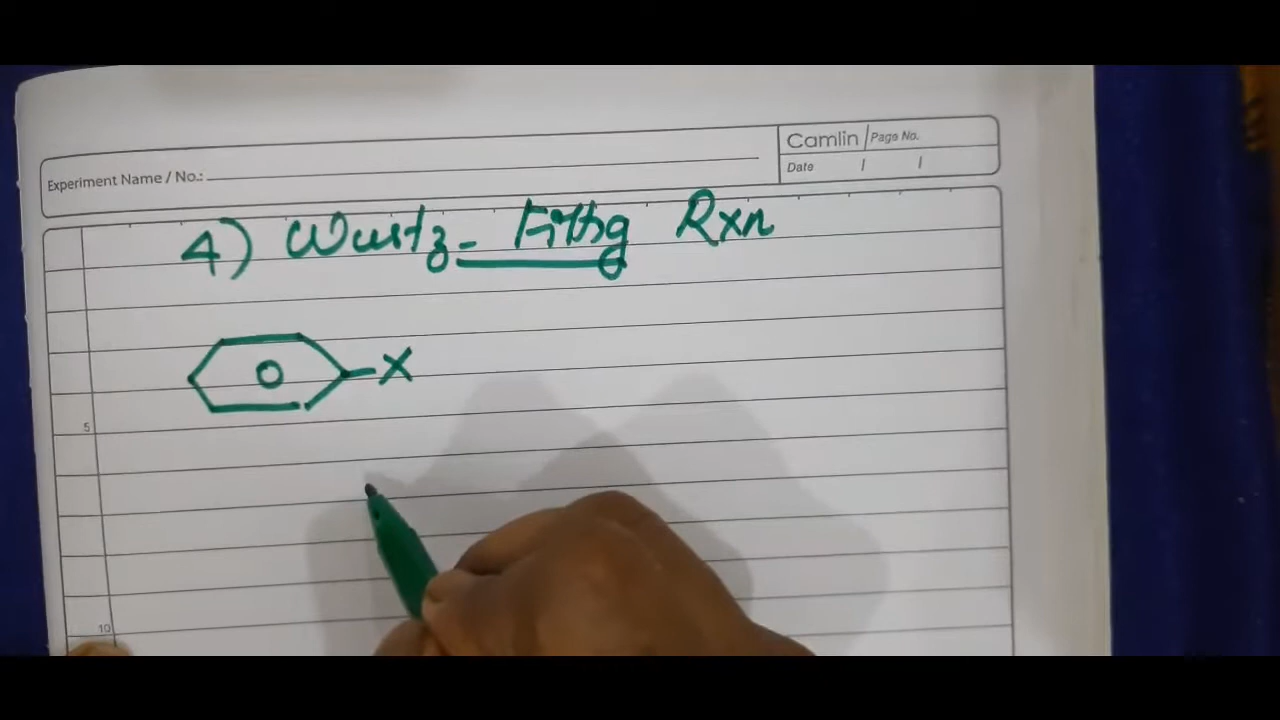 Camlin Page No.
Experiment Name / No.:
Date / /
4) Wurtz - Fittig Rxn
X
5
10